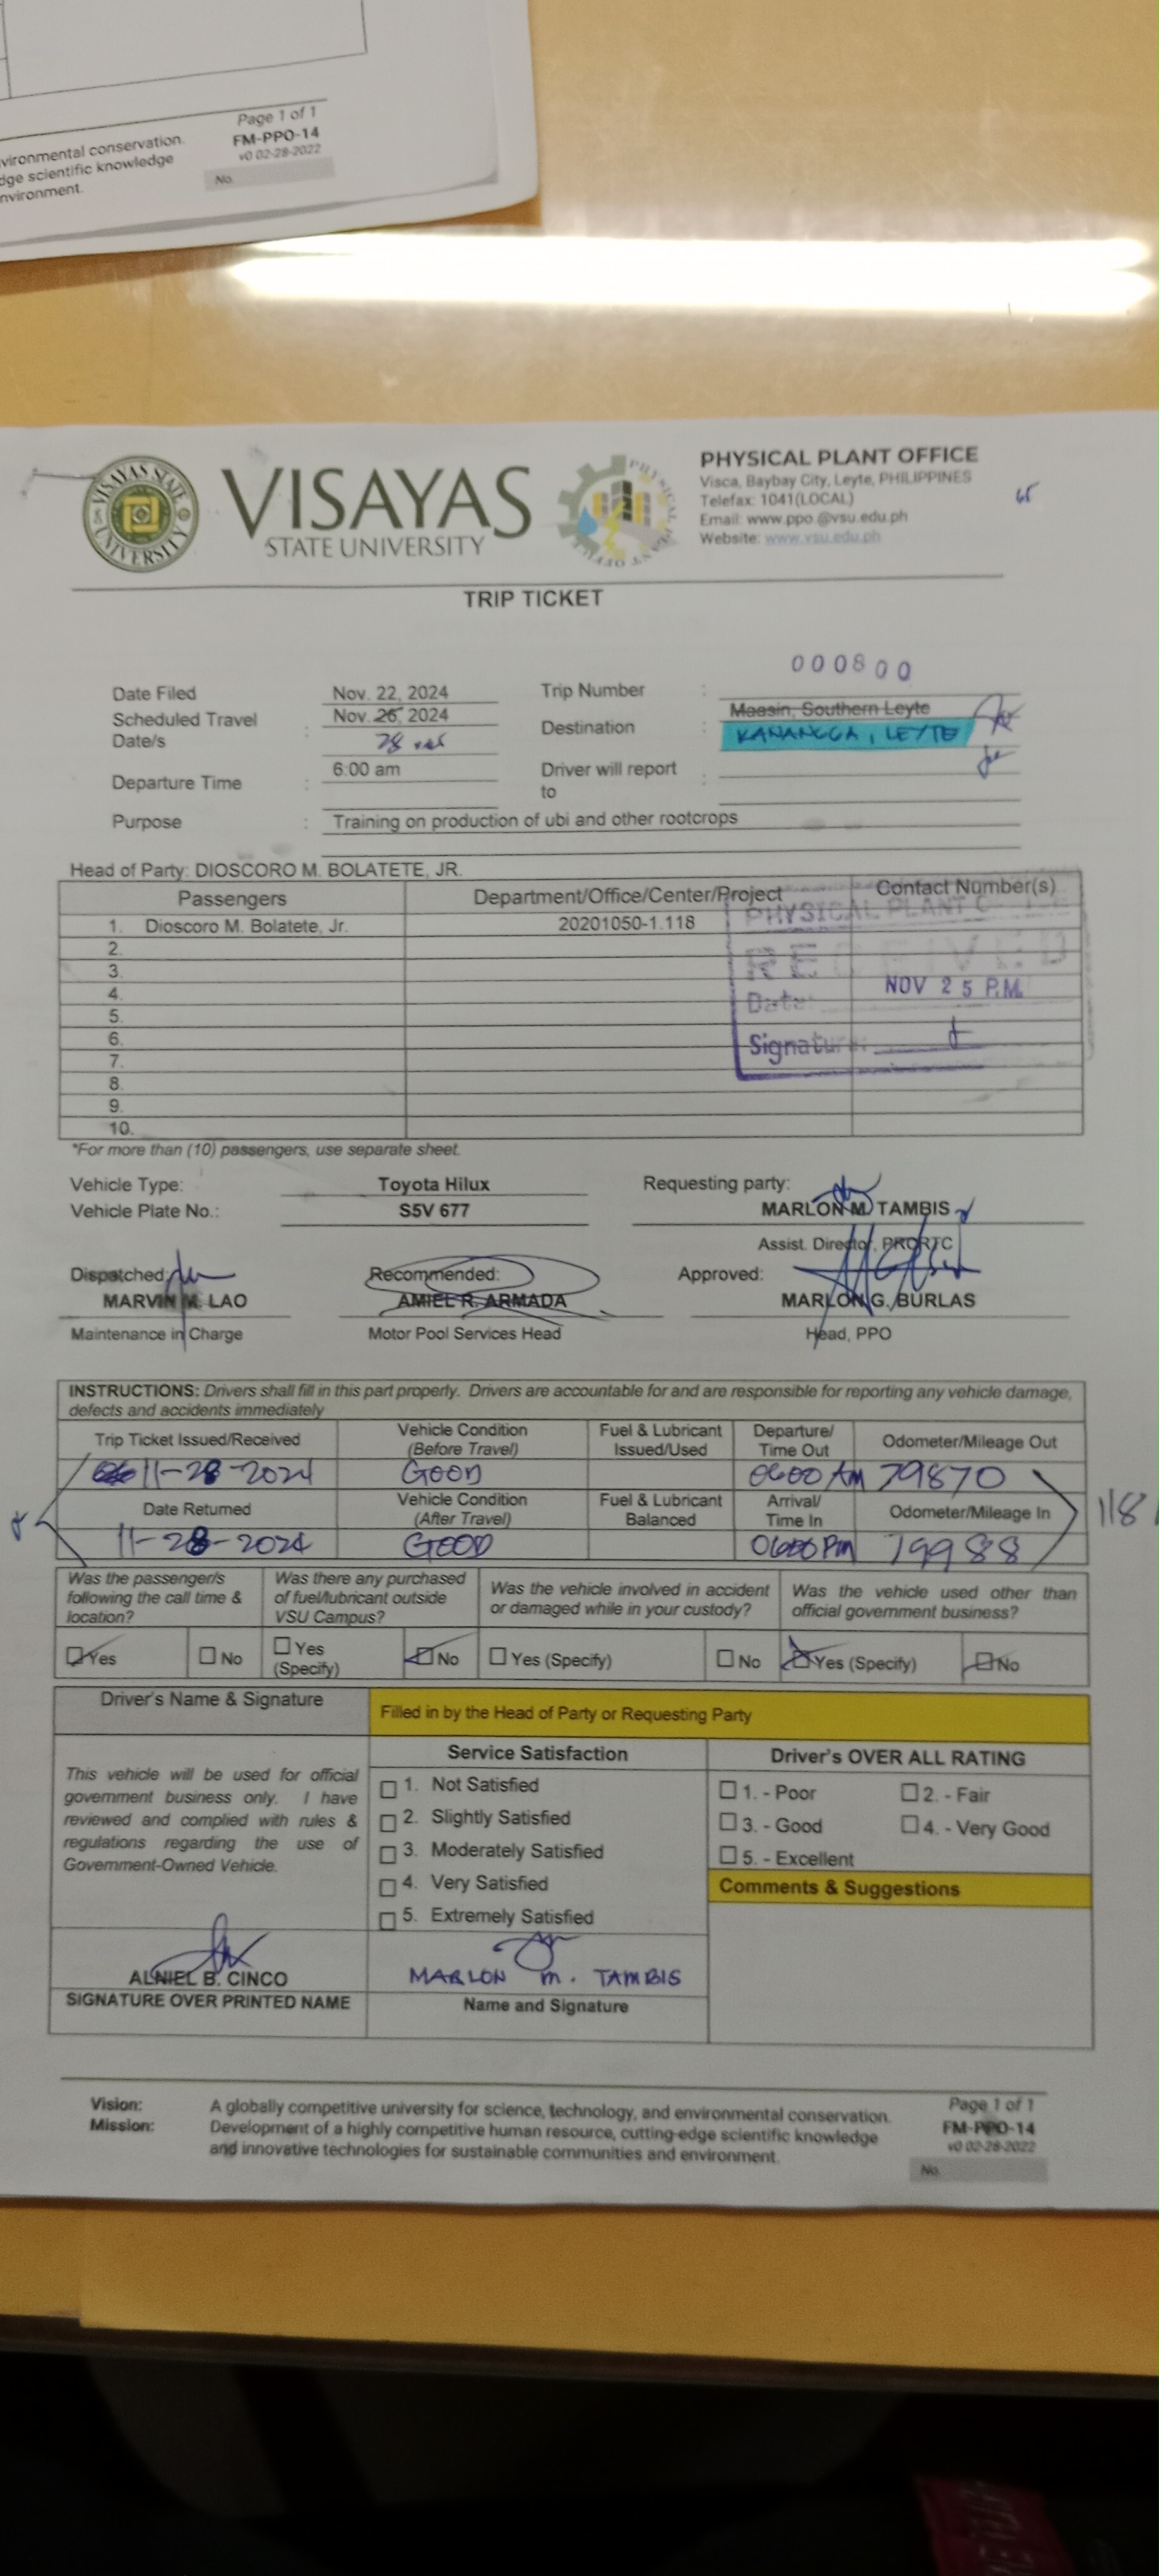 Page 1 of 1
vironmental conservation.
FM-PPO-14
dge scientific knowledge
v0 02-28-2022
nvironment.
No.
VISAYAS STATE UNIVERSITY
VISAYAS
STATE UNIVERSITY
PHYSICAL PLANT OFFICE
Visca, Baybay City, Leyte, PHILIPPINES
Telefax: 1041(LOCAL)
Email: www.ppo @vsu.edu.ph
Website: www.vsu.edu.ph
TRIP TICKET
000800
Date Filed Nov. 22, 2024 Trip Number :
Scheduled Travel Date/s : Nov. 26, 2024 Destination : Maasin, Southern Leyte
28 KANANGGA, LEYTE
Departure Time : 6:00 am Driver will report to :
Purpose : Training on production of ubi and other rootcrops
Head of Party: DIOSCORO M. BOLATETE, JR.
Passengers Department/Office/Center/Project Contact Number(s)
1. Dioscoro M. Bolatete, Jr. 20201050-1.118
2.
3.
4.
5.
6.
7.
8.
9.
10.
PHYSICAL PLANT
RECEIVED
Date: NOV 25 P.M.
Signature:
*For more than (10) passengers, use separate sheet.
Vehicle Type: Toyota Hilux Requesting party:
Vehicle Plate No.: S5V 677 MARLON M. TAMBIS
Assist. Director, PRORTC
Dispatched: Recommended: Approved:
MARVIN M. LAO AMIEL R. ARMADA MARLON G. BURLAS
Maintenance in Charge Motor Pool Services Head Head, PPO
INSTRUCTIONS: Drivers shall fill in this part properly. Drivers are accountable for and are responsible for reporting any vehicle damage,
defects and accidents immediately
Trip Ticket Issued/Received Vehicle Condition (Before Travel) Fuel & Lubricant Issued/Used Departure/ Time Out Odometer/Mileage Out
11-28-2024 GOOD 0600 AM 79870
Date Returned Vehicle Condition (After Travel) Fuel & Lubricant Balanced Arrival/ Time In Odometer/Mileage In
118
11-28-2024 GOOD 0600 PM 79988
Was the passenger/s following the call time & location? Was there any purchased of fuel/lubricant outside VSU Campus? Was the vehicle involved in accident or damaged while in your custody? Was the vehicle used other than official government business?
Yes No Yes (Specify) No Yes (Specify) No Yes (Specify) No
Driver's Name & Signature Filled in by the Head of Party or Requesting Party
Service Satisfaction Driver's OVER ALL RATING
This vehicle will be used for official
government business only. I have
reviewed and complied with rules &
regulations regarding the use of
Government-Owned Vehicle.
1. Not Satisfied
2. Slightly Satisfied
3. Moderately Satisfied
4. Very Satisfied
5. Extremely Satisfied
1. - Poor 2. - Fair
3. - Good 4. - Very Good
5. - Excellent
Comments & Suggestions
ALNIEL B. CINCO MARLON M. TAMBIS
SIGNATURE OVER PRINTED NAME Name and Signature
Vision: A globally competitive university for science, technology, and environmental conservation.
Mission: Development of a highly competitive human resource, cutting-edge scientific knowledge
and innovative technologies for sustainable communities and environment.
Page 1 of 1
FM-PPO-14
v0 02-28-2022
No.